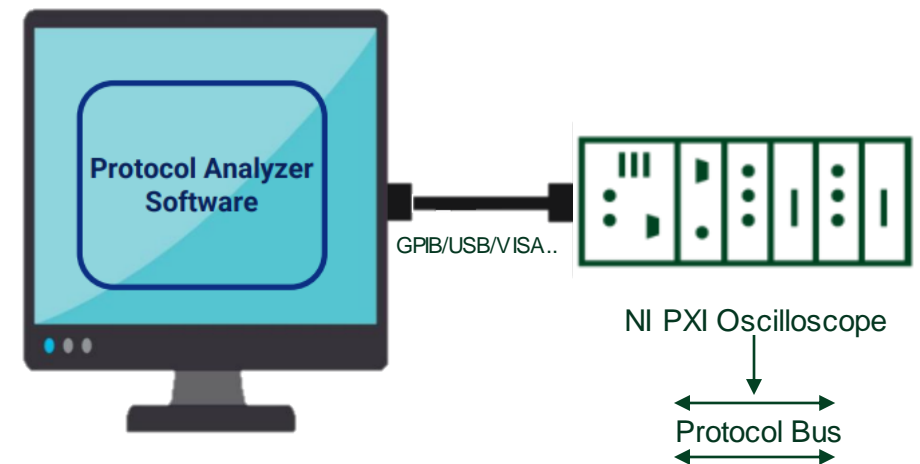 Protocol Analyzer
Software
GPIB/USB/VISA..
NI PXI Oscilloscope
Protocol Bus